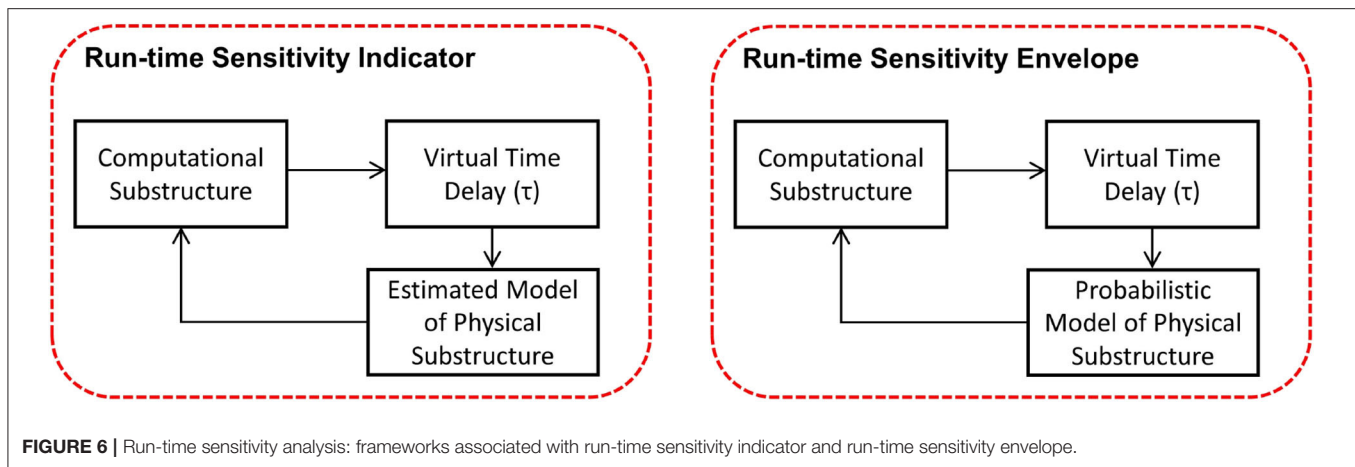 Run-time Sensitivity Indicator
Computational
Substructure
Virtual Time
Delay (τ)
Estimated Model
of Physical
Substructure
Run-time Sensitivity Envelope
Computational
Substructure
Virtual Time
Delay (τ)
Probabilistic
Model of Physical
Substructure
FIGURE 6 | Run-time sensitivity analysis: frameworks associated with run-time sensitivity indicator and run-time sensitivity envelope.